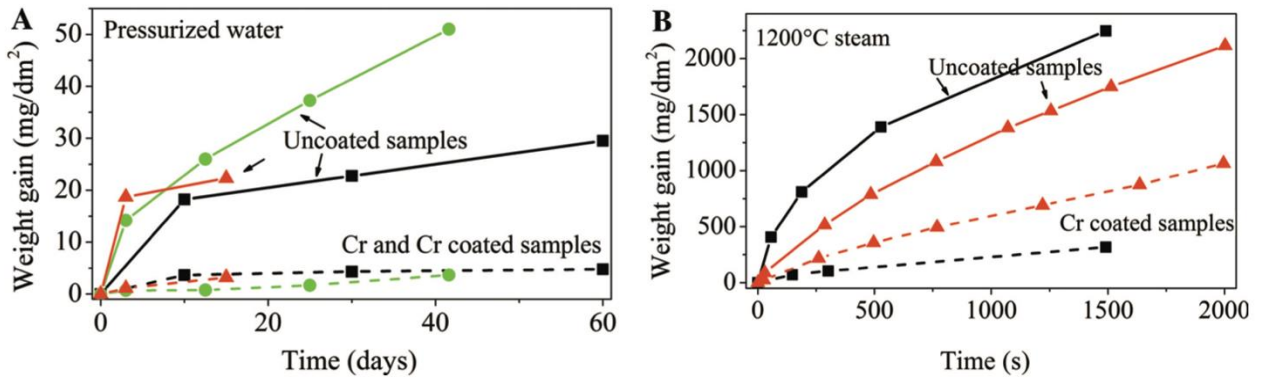 A
Pressurized water
Weight gain (mg/dm²)
50
40
30
20
10
0
Uncoated samples
Cr and Cr coated samples
0
20
40
60
Time (days)
B
1200°C steam
Weight gain (mg/dm²)
2000
1500
1000
500
0
Uncoated samples
Cr coated samples
0
500
1000
1500
2000
Time (s)